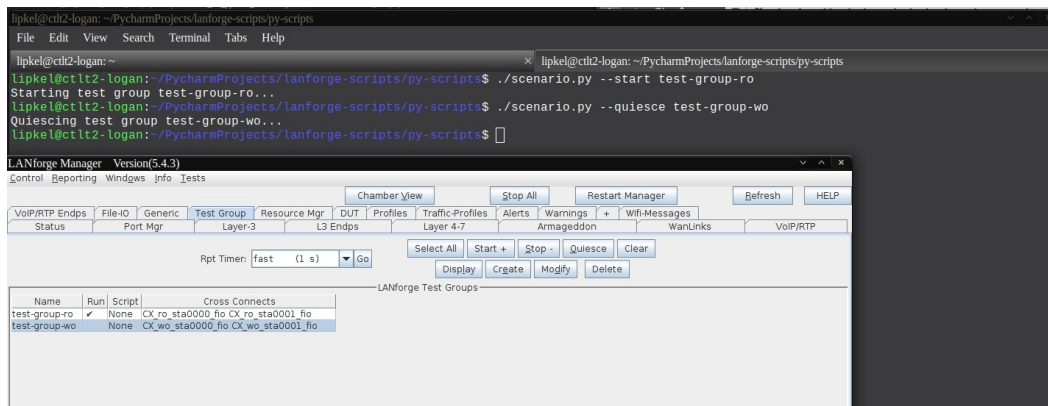 lipkel@ctlt2-logan: ~/PycharmProjects/lanforge-scripts/py-scripts
File Edit View Search Terminal Tabs Help
lipkel@ctlt2-logan: ~ × lipkel@ctlt2-logan: ~/PycharmProjects/lanforge-scripts/py-scripts
lipkel@ctlt2-logan:~/PycharmProjects/lanforge-scripts/py-scripts$ ./scenario.py --start test-group-ro
Starting test group test-group-ro...
lipkel@ctlt2-logan:~/PycharmProjects/lanforge-scripts/py-scripts$ ./scenario.py --quiesce test-group-wo
Quiescing test group test-group-wo...
lipkel@ctlt2-logan:~/PycharmProjects/lanforge-scripts/py-scripts$
LANforge Manager Version(5.4.3)
Control Reporting Windows Info Tests
Chamber View Stop All Restart Manager Refresh HELP
VoIP/RTP Endps File-IO Generic Test Group Resource Mgr DUT Profiles Traffic-Profiles Alerts Warnings + Wifi-Messages
Status Port Mgr Layer-3 L3 Endps Layer 4-7 Armageddon WanLinks VoIP/RTP
Rpt Timer: fast (1 s) Go Select All Start + Stop - Quiesce Clear
Display Create Modify Delete
LANforge Test Groups
Name Run Script Cross Connects
test-group-ro ✔ None CX_ro_sta0000_fio CX_ro_sta0001_fio
test-group-wo None CX_wo_sta0000_fio CX_wo_sta0001_fio